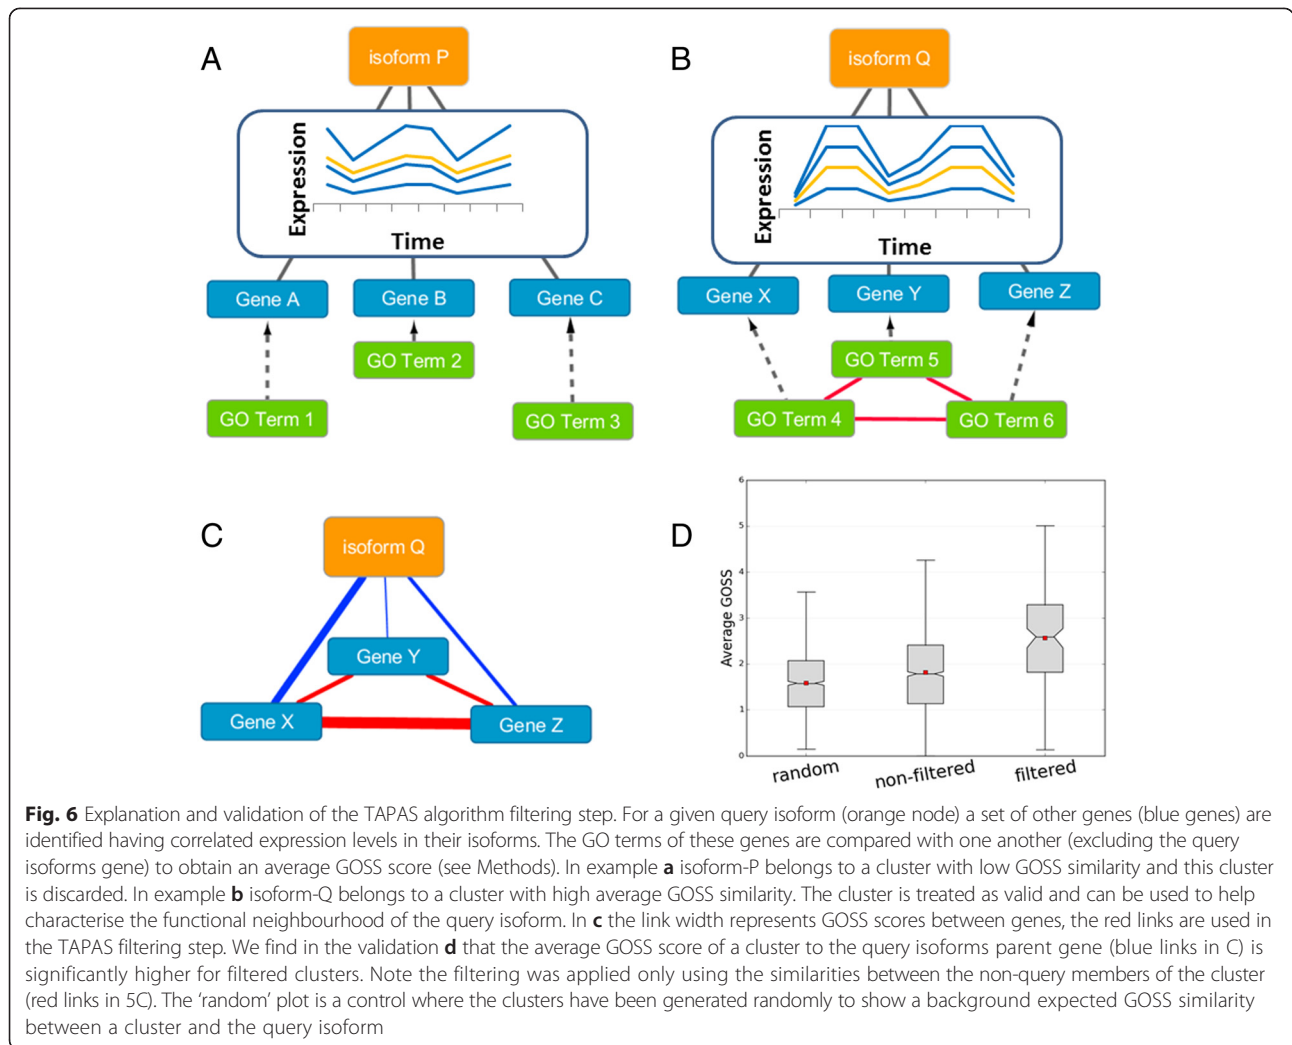 A
isoform P
Expression
Time
Gene A
Gene B
Gene C
GO Term 2
GO Term 1
GO Term 3
B
isoform Q
Expression
Time
Gene X
Gene Y
Gene Z
GO Term 5
GO Term 4
GO Term 6
C
isoform Q
Gene Y
Gene X
Gene Z
D
Average GOSS
6
5
4
3
2
1
0
random
non-filtered
filtered
Fig. 6 Explanation and validation of the TAPAS algorithm filtering step. For a given query isoform (orange node) a set of other genes (blue genes) are
identified having correlated expression levels in their isoforms. The GO terms of these genes are compared with one another (excluding the query
isoforms gene) to obtain an average GOSS score (see Methods). In example a isoform-P belongs to a cluster with low GOSS similarity and this cluster
is discarded. In example b isoform-Q belongs to a cluster with high average GOSS similarity. The cluster is treated as valid and can be used to help
characterise the functional neighbourhood of the query isoform. In c the link width represents GOSS scores between genes, the red links are used in
the TAPAS filtering step. We find in the validation d that the average GOSS score of a cluster to the query isoforms parent gene (blue links in C) is
significantly higher for filtered clusters. Note the filtering was applied only using the similarities between the non-query members of the cluster
(red links in 5C). The ‘random’ plot is a control where the clusters have been generated randomly to show a background expected GOSS similarity
between a cluster and the query isoform